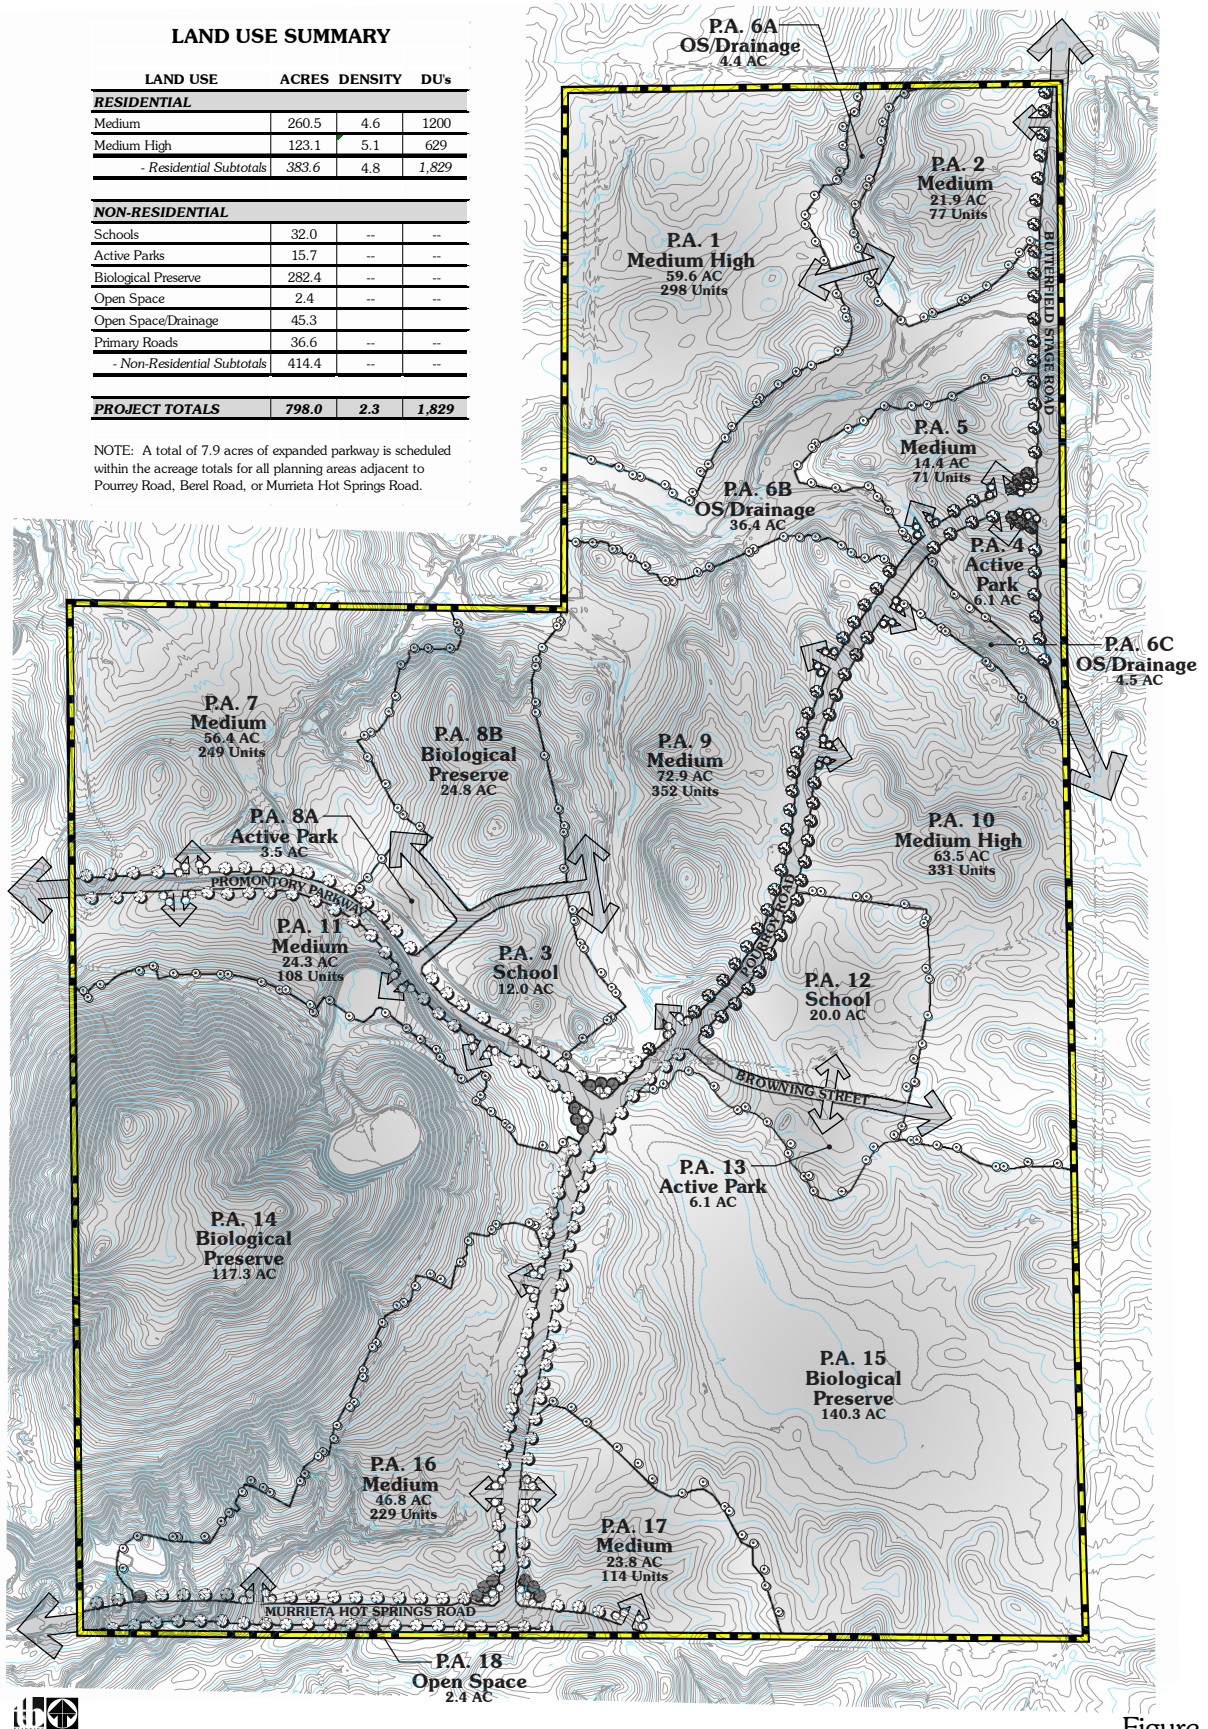 LAND USE SUMMARY
LAND USE ACRES DENSITY DU's
RESIDENTIAL
Medium 260.5 4.6 1200
Medium High 123.1 5.1 629
- Residential Subtotals 383.6 4.8 1,829
NON-RESIDENTIAL
Schools 32.0 -- --
Active Parks 15.7 -- --
Biological Preserve 282.4 -- --
Open Space 2.4 -- --
Open Space/Drainage 45.3
Primary Roads 36.6 -- --
- Non-Residential Subtotals 414.4 -- --
PROJECT TOTALS 798.0 2.3 1,829
NOTE: A total of 7.9 acres of expanded parkway is scheduled
within the acreage totals for all planning areas adjacent to
Pourrey Road, Berel Road, or Murrieta Hot Springs Road.
P.A. 6A
OS/Drainage
4.4 AC
P.A. 2
Medium
21.9 AC
77 Units
P.A. 1
Medium High
59.6 AC
298 Units
BUTTERFIELD STAGE ROAD
P.A. 5
Medium
14.4 AC
71 Units
P.A. 6B
OS/Drainage
36.4 AC
P.A. 4
Active
Park
6.1 AC
P.A. 6C
OS/Drainage
4.5 AC
P.A. 7
Medium
56.4 AC
249 Units
P.A. 8B
Biological
Preserve
24.8 AC
P.A. 9
Medium
72.9 AC
352 Units
P.A. 8A
Active Park
3.5 AC
P.A. 10
Medium High
63.5 AC
331 Units
PROMONTORY PARKWAY
POURROY ROAD
P.A. 11
Medium
24.3 AC
108 Units
P.A. 3
School
12.0 AC
P.A. 12
School
20.0 AC
BROWNING STREET
P.A. 13
Active Park
6.1 AC
P.A. 14
Biological
Preserve
117.3 AC
P.A. 15
Biological
Preserve
140.3 AC
P.A. 16
Medium
46.8 AC
229 Units
P.A. 17
Medium
23.8 AC
114 Units
MURRIETA HOT SPRINGS ROAD
P.A. 18
Open Space
2.4 AC
tb
Figure